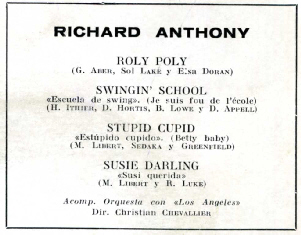 RICHARD ANTHONY
ROLY POLY
(G. ABER, Sol LAKE y Elsh DORAN)
SWINGIN' SCHOOL
«Escuela de swing». (Je suis fou de l'école)
(H. ITHIER, D. HORTIS, B. LOWE y D. APPELL)
STUPID CUPID
«Estúpido cupido». (Betty baby)
(M. LIBERT, SEDAKA y GREENFIELD)
SUSIE DARLING
«Susi querida»
(M. LIBERT y R. LUKE)
Acomp. Orquesta con «Los Angeles»
Dir. Christian CHEVALLIER